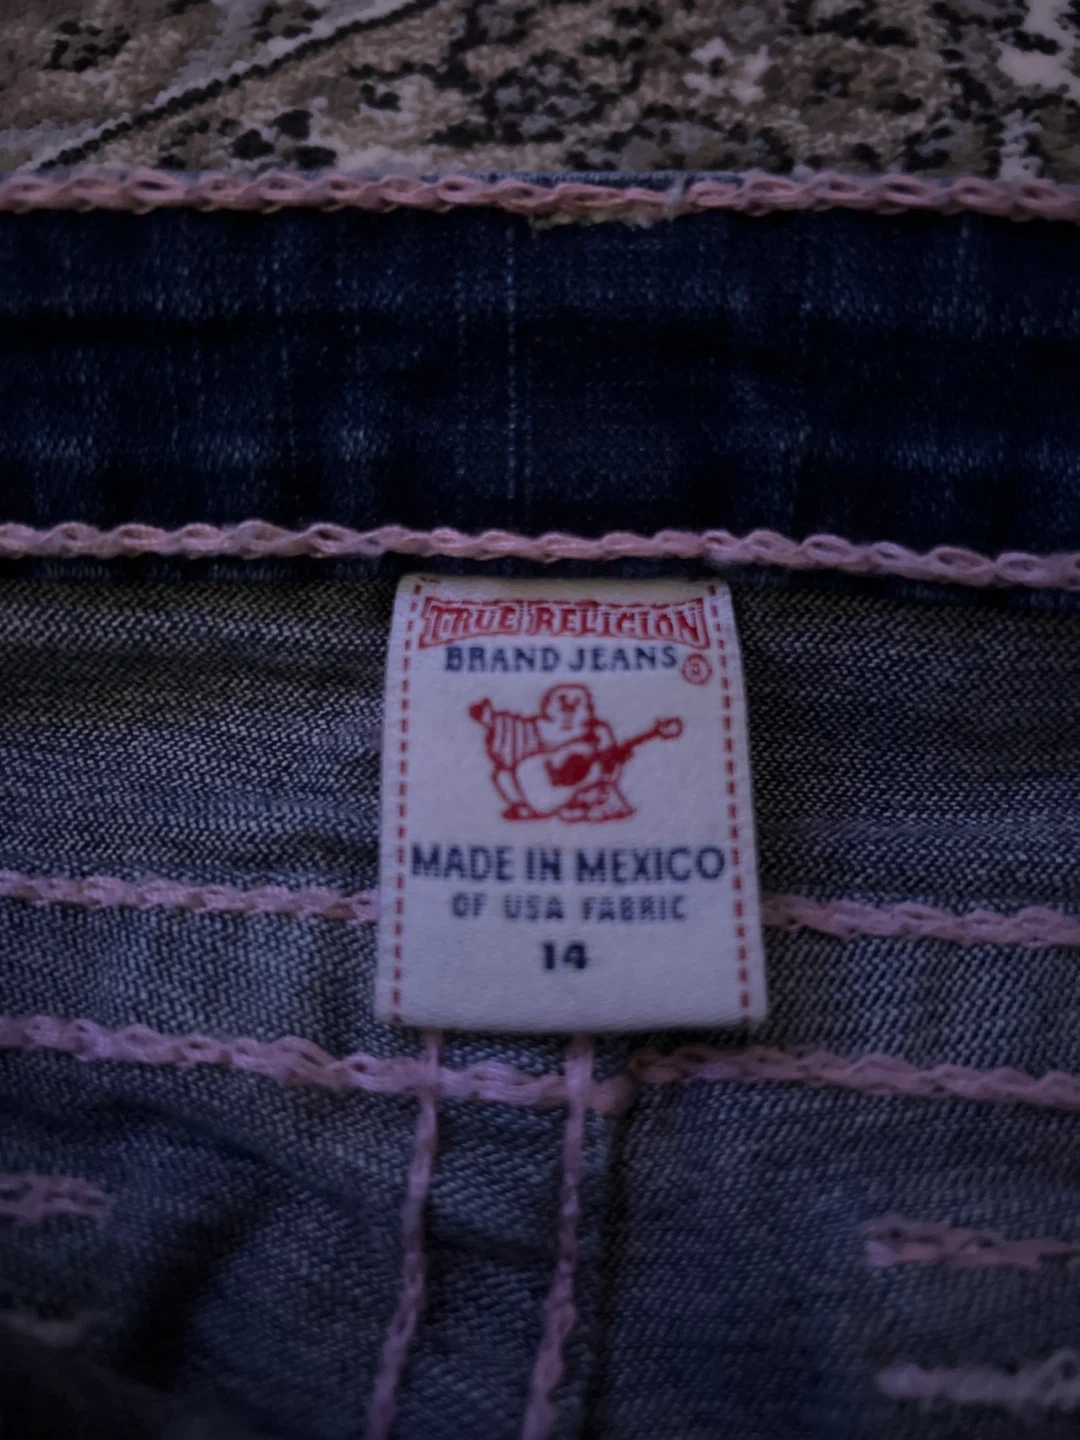 TRUE RELIGION
BRAND JEANS®
MADE IN MEXICO
OF USA FABRIC
14